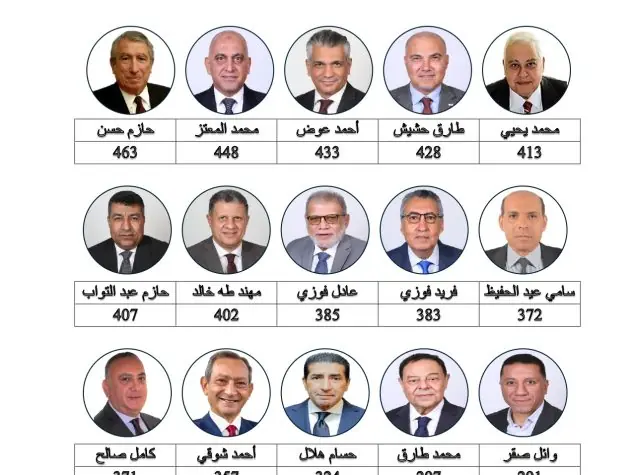 محمد يحيي طارق حشيش أحمد عوض محمد المعتز حازم حسن
413 428 433 448 463
سامي عبد الحفيظ فريد فوزي عادل فوزي مهند طه خالد حازم عبد التواب
372 383 385 402 407
وائل صقر محمد طارق حسام هلال أحمد شوقي كامل صالح